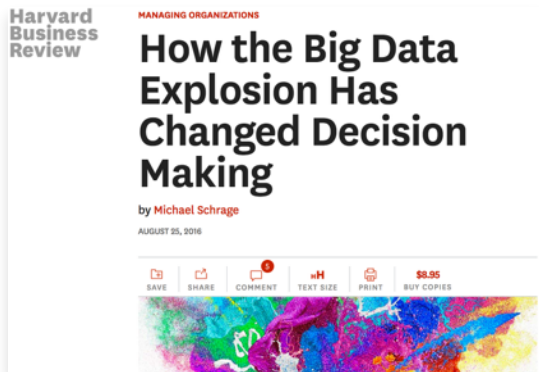 Harvard
Business
Review
MANAGING ORGANIZATIONS
How the Big Data
Explosion Has
Changed Decision
Making
by Michael Schrage
AUGUST 25, 2016
5
HH $8.95
SAVE SHARE COMMENT TEXT SIZE PRINT BUY COPIES